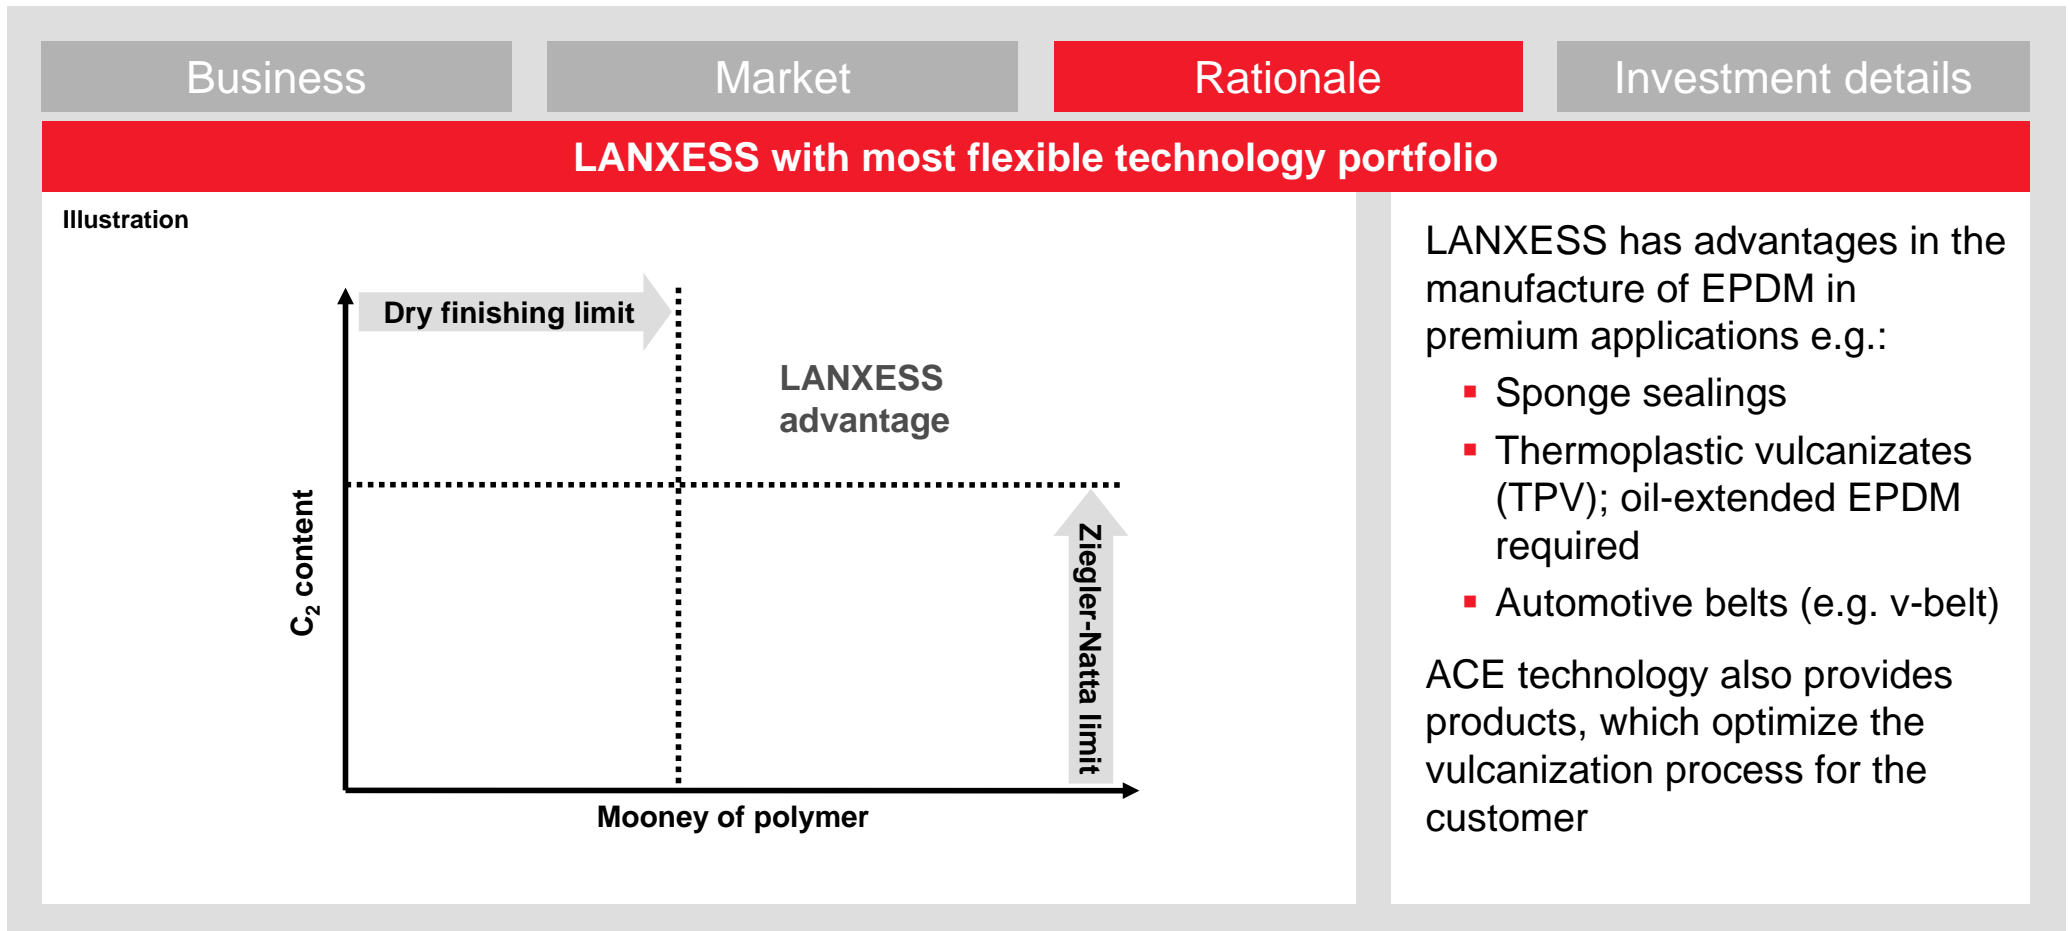 Business
Market
Rationale
Investment details
LANXESS with most flexible technology portfolio
Illustration
Dry finishing limit
LANXESS
advantage
C₂ content
Ziegler-Natta limit
Mooney of polymer
LANXESS has advantages in the
manufacture of EPDM in
premium applications e.g.:
▪ Sponge sealings
▪ Thermoplastic vulcanizates
(TPV); oil-extended EPDM
required
▪ Automotive belts (e.g. v-belt)
ACE technology also provides
products, which optimize the
vulcanization process for the
customer